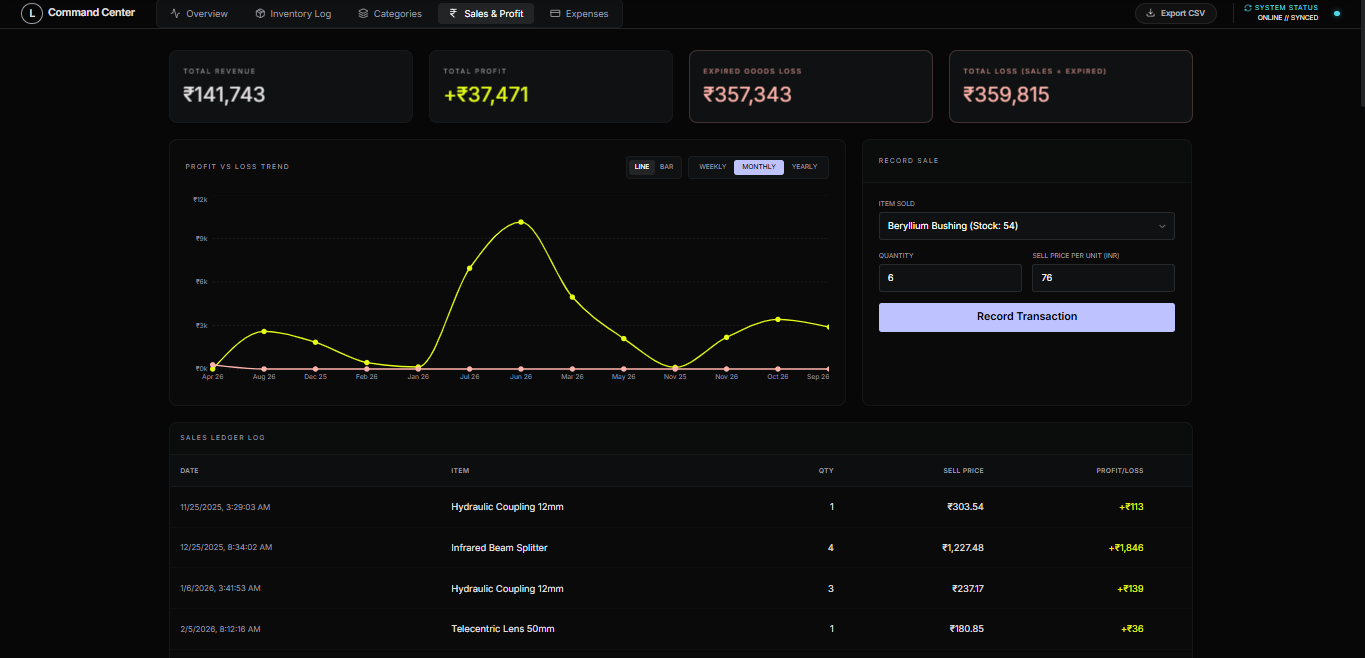 L Command Center Overview Inventory Log Categories ₹ Sales & Profit Expenses Export CSV SYSTEM STATUS
ONLINE // SYNCED
TOTAL REVENUE
₹141,743
TOTAL PROFIT
+₹37,471
EXPIRED GOODS LOSS
₹357,343
TOTAL LOSS (SALES + EXPIRED)
₹359,815
PROFIT VS LOSS TREND LINE BAR WEEKLY MONTHLY YEARLY
₹12k
₹9k
₹6k
₹3k
₹0k
Apr 26 Aug 26 Dec 25 Feb 26 Jan 26 Jul 26 Jun 26 Mar 26 May 26 Nov 25 Nov 26 Oct 26 Sep 26
RECORD SALE
ITEM SOLD
Beryllium Bushing (Stock: 54)
QUANTITY SELL PRICE PER UNIT (INR)
6 76
Record Transaction
SALES LEDGER LOG
DATE ITEM QTY SELL PRICE PROFIT/LOSS
11/25/2025, 3:29:03 AM Hydraulic Coupling 12mm 1 ₹303.54 +₹113
12/25/2025, 8:34:02 AM Infrared Beam Splitter 4 ₹1,227.48 +₹1,846
1/6/2026, 3:41:53 AM Hydraulic Coupling 12mm 3 ₹237.17 +₹139
2/5/2026, 8:12:16 AM Telecentric Lens 50mm 1 ₹180.85 +₹36